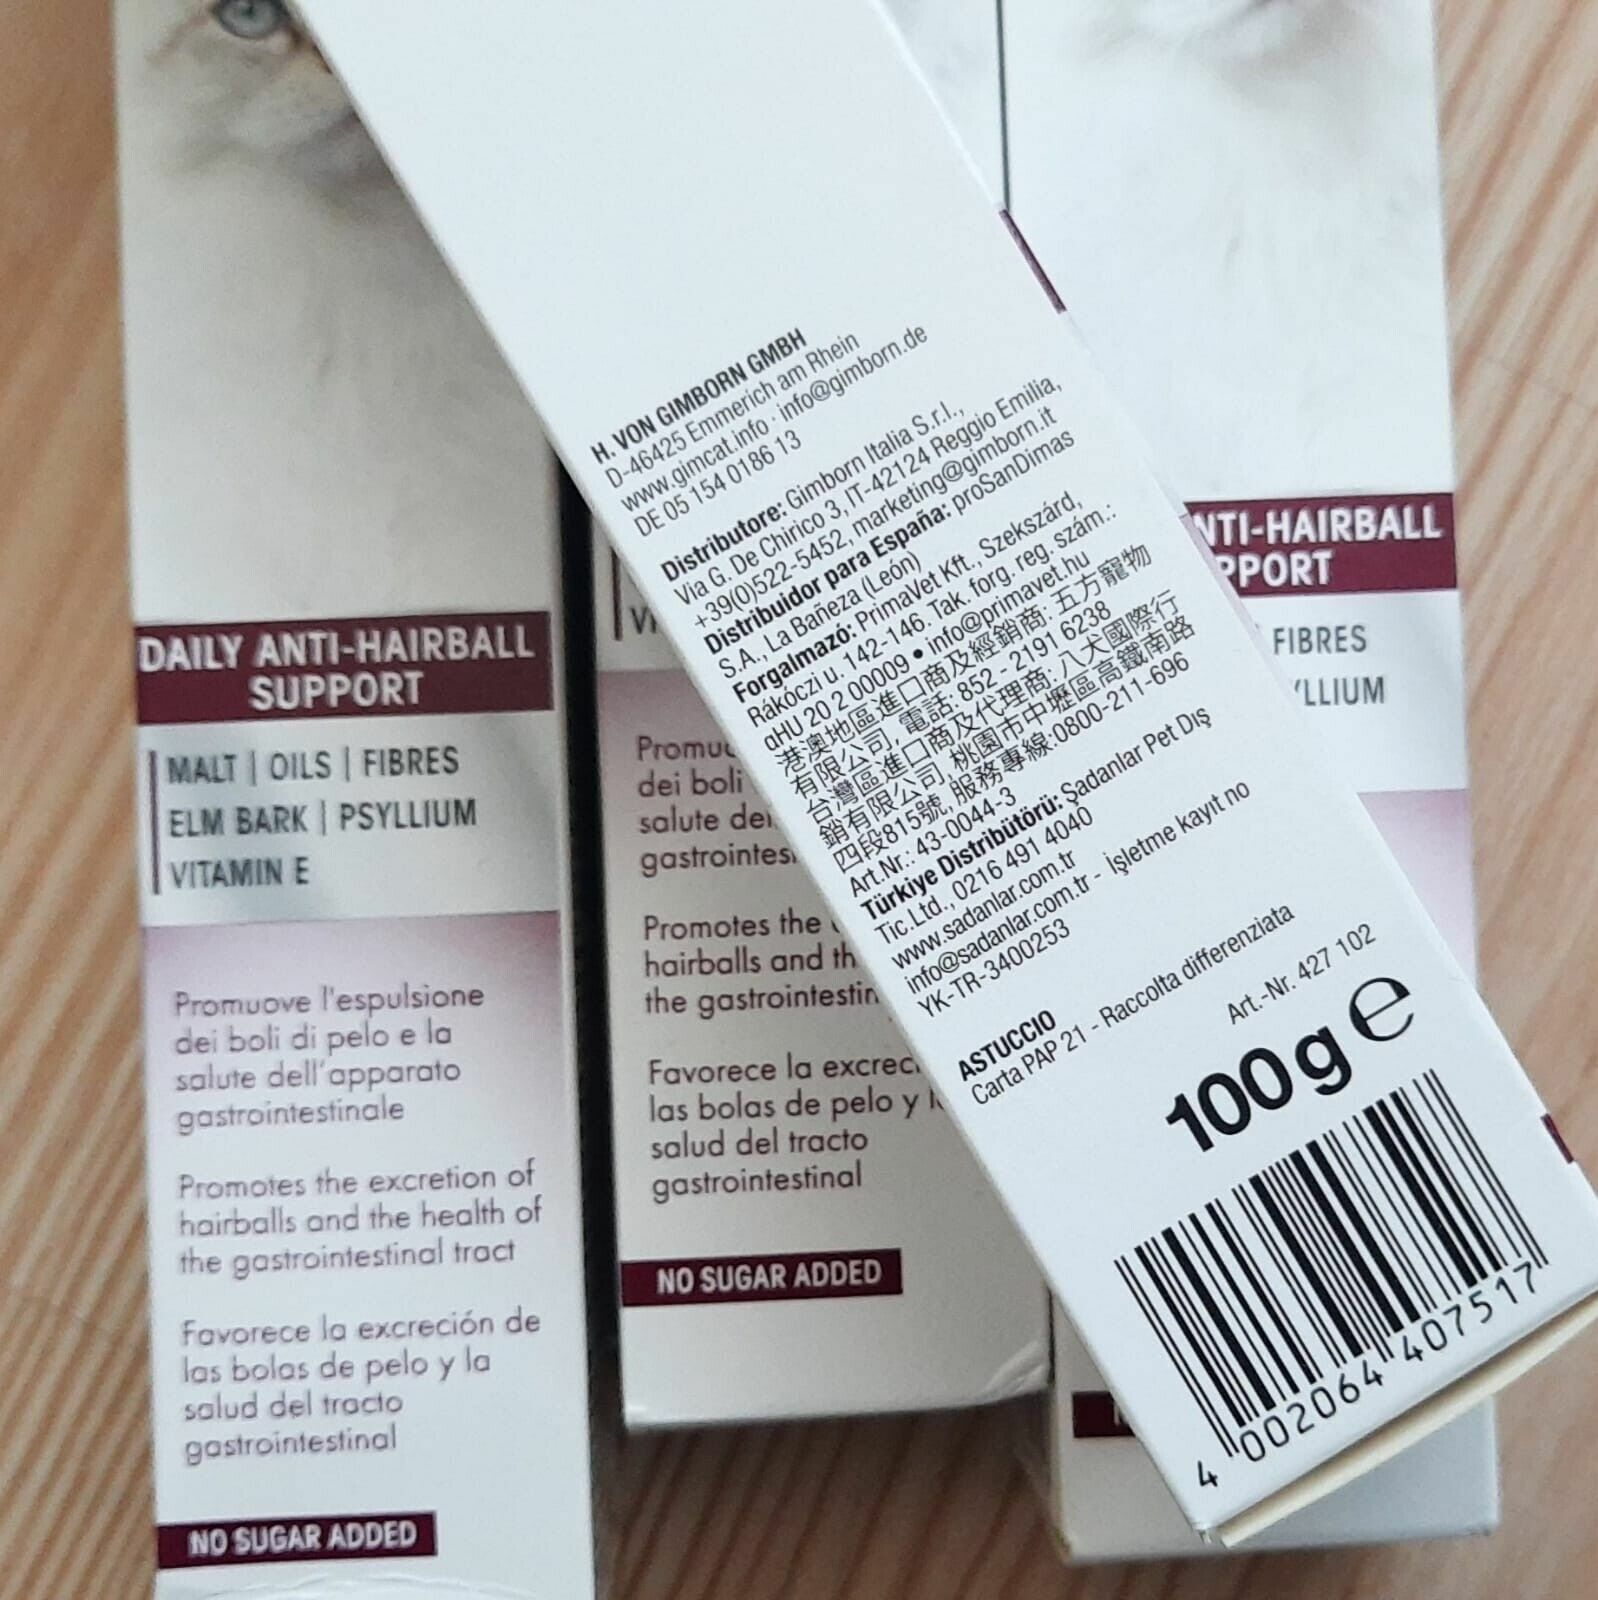 DAILY ANTI-HAIRBALL
SUPPORT
MALT | OILS | FIBRES
ELM BARK | PSYLLIUM
VITAMIN E
Promuove l'espulsione
dei boli di pelo e la
salute dell'apparato
gastrointestinale
Promotes the excretion of
hairballs and the health of
the gastrointestinal tract
Favorece la excreción de
las bolas de pelo y la
salud del tracto
gastrointestinal
NO SUGAR ADDED
dei boli
salute
Promotes the
hairballs and
the
Favorece la
las bolas de pelo y
salud del tracto
gastrointestinal
NO SUGAR ADDED
H. VON GIMBORN GMBH
D-46425 Emmerich am Rhein
www.gimcat.info · info@gimborn.de
DE 05 154 0186 13
Distributore: Gimborn Italia S.r.l.,
Via G. De Chirico 3, IT-42124 Reggio Emilia,
+39(0)522-5452, marketing@gimborn.it
Distribuidor para España: proSanDimas
S.A., La Bañeza (León)
Forgalmazó: PrimaVet Kft., Szekszárd,
Rákóczi u. 142-146. Tak. forg. reg. szám.:
αHU 20 2 00009 • info@primavet.hu
港澳地區進口商及經銷商: 五方寵物
有限公司, 電話: 852 - 2191 6238
台灣區進口商及代理商: 八犬國際行
銷有限公司, 桃園市中壢區高鐵南路
四段815號, 服務專線:0800-211-696
Art.Nr.: 43-0044-3
Türkiye Distribütörü: Şadanlar Pet Dış
Tic.Ltd., 0216 491 4040
www.sadanlar.com.tr
info@sadanlar.com.tr - İşletme kayıt no
YK-TR-3400253
ASTUCCIO
Carta PAP 21 - Raccolta differenziata
Art.-Nr. 427 102
100 g ℮
4 002064 407517
FIBRES